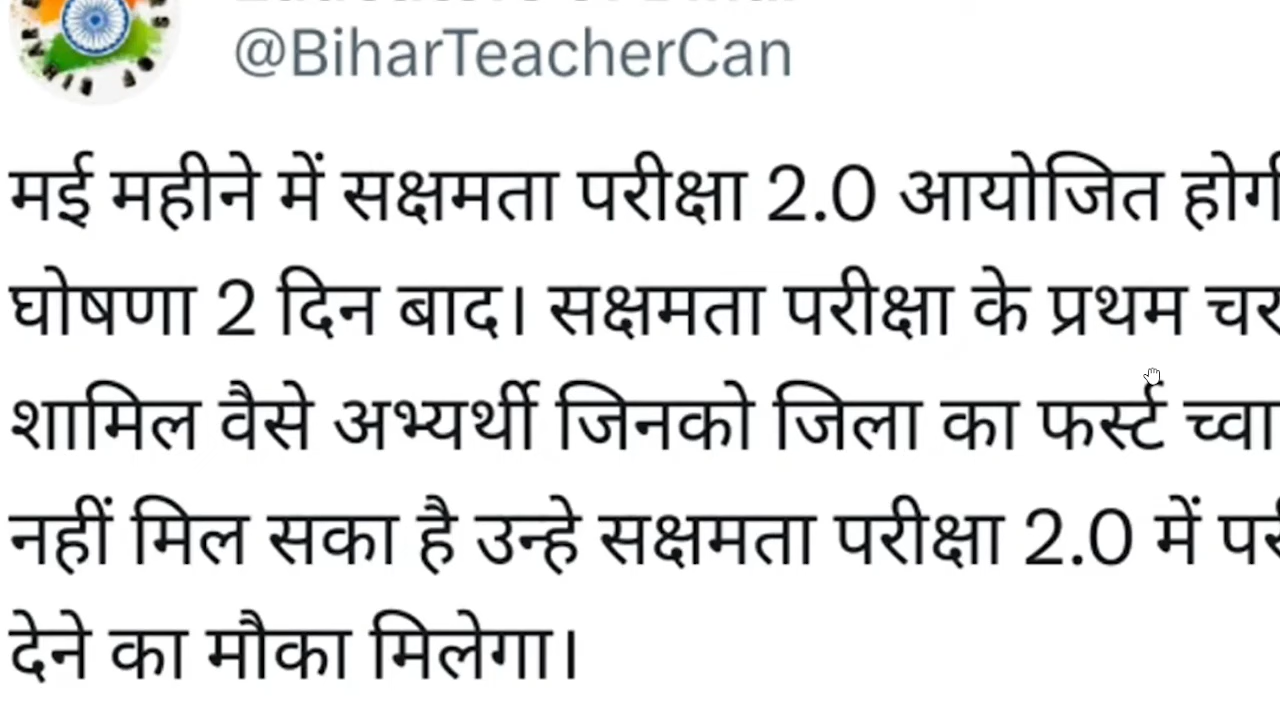 @BiharTeacherCan
मई महीने में सक्षमता परीक्षा 2.0 आयोजित
घोषणा 2 दिन बाद। सक्षमता परीक्षा के प्रथम
शामिल वैसे अभ्यर्थी जिनको जिला का फर्स्ट
नहीं मिल सका है उन्हे सक्षमता परीक्षा 2.0 में
देने का मौका मिलेगा।